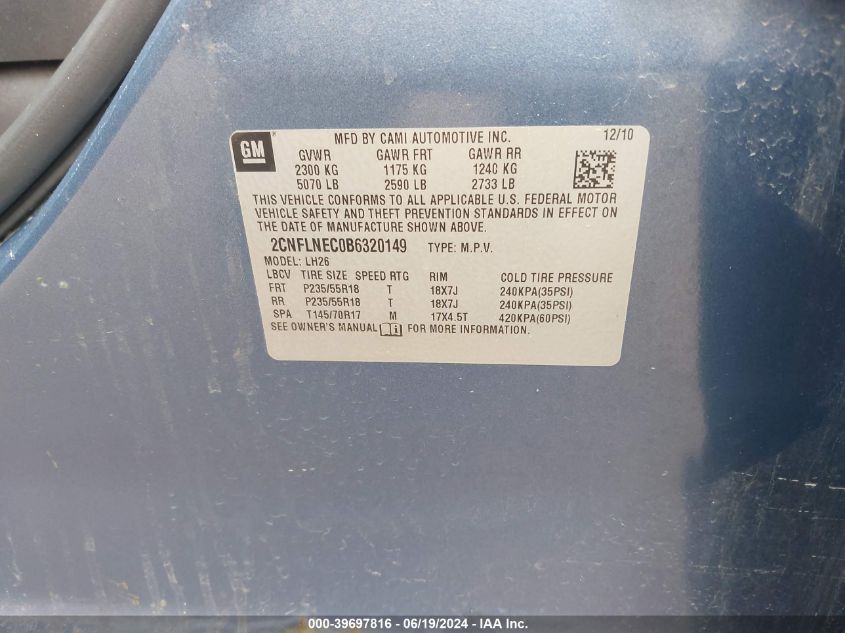 GM
MFD BY CAMI AUTOMOTIVE INC. 12/10
GVWR GAWR FRT GAWR RR
2300 KG 1175 KG 1240 KG
5070 LB 2590 LB 2733 LB
THIS VEHICLE CONFORMS TO ALL APPLICABLE U.S. FEDERAL MOTOR
VEHICLE SAFETY AND THEFT PREVENTION STANDARDS IN EFFECT ON
THE DATE OF MANUFACTURE SHOWN ABOVE.
2CNFLNEC0B6320149 TYPE: M.P.V.
MODEL: LH26
LBCV TIRE SIZE SPEED RTG RIM COLD TIRE PRESSURE
FRT P235/55R18 T 18X7J 240KPA(35PSI)
RR P235/55R18 T 18X7J 240KPA(35PSI)
SPA T145/70R17 M 17X4.5T 420KPA(60PSI)
SEE OWNER'S MANUAL FOR MORE INFORMATION.
000-39697816 - 06/19/2024 - IAA Inc.